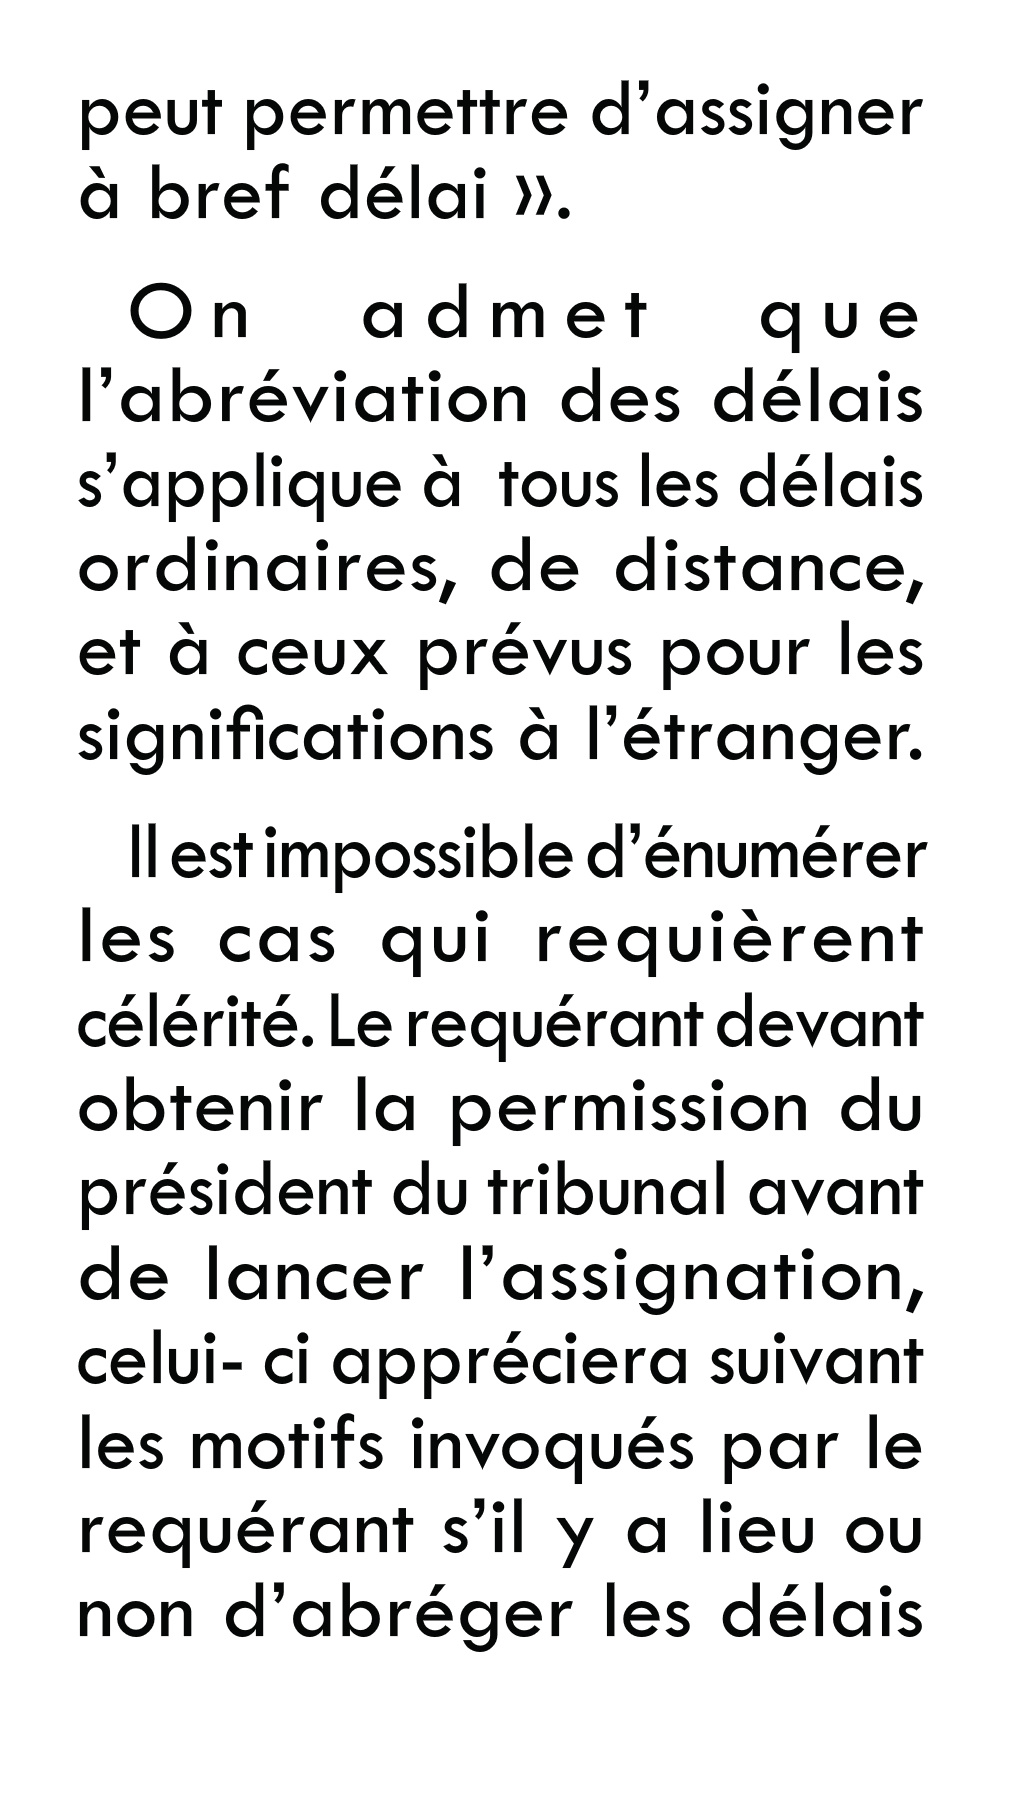 peut permettre d’assigner
à bref délai ».
On admet que
l’abréviation des délais
s’applique à tous les délais
ordinaires, de distance,
et à ceux prévus pour les
significations à l’étranger.
Il est impossible d’énumérer
les cas qui requièrent
célérité. Le requérant devant
obtenir la permission du
président du tribunal avant
de lancer l’assignation,
celui- ci appréciera suivant
les motifs invoqués par le
requérant s’il y a lieu ou
non d’abréger les délais